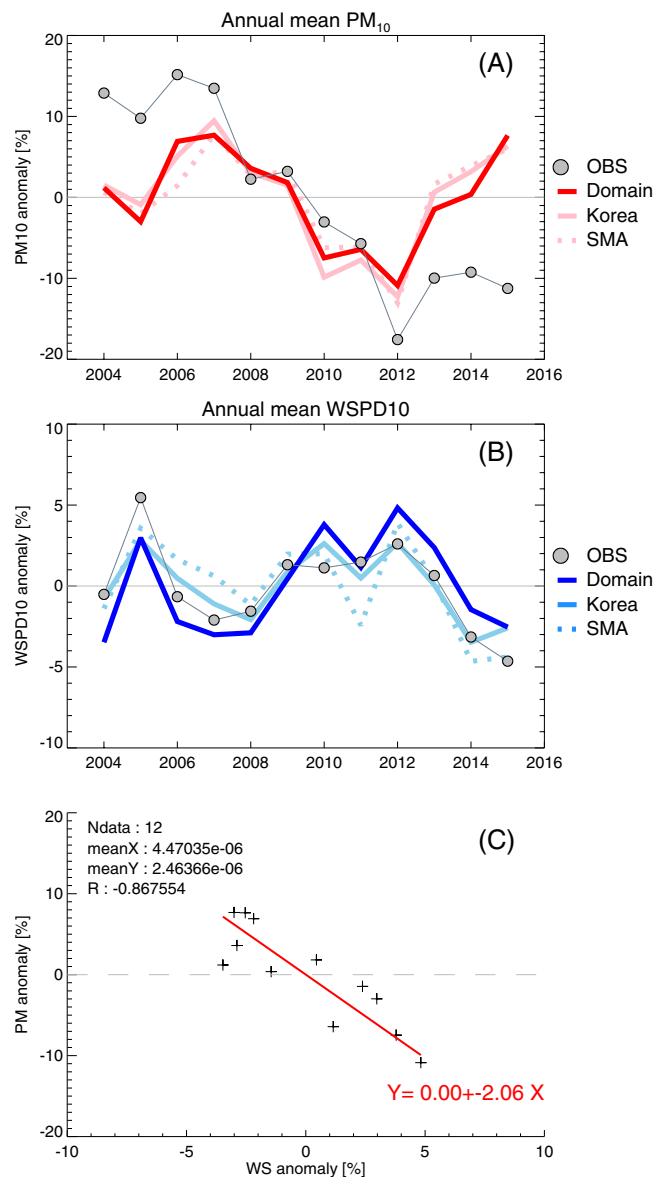 Annual mean PM10
(A)
PM10 anomaly [%]
20
10
0
-10
-20
2004 2006 2008 2010 2012 2014 2016
OBS
Domain
Korea
SMA
Annual mean WSPD10
(B)
WSPD10 anomaly [%]
10
5
0
-5
-10
2004 2006 2008 2010 2012 2014 2016
OBS
Domain
Korea
SMA
(C)
Ndata : 12
meanX : 4.47035e-06
meanY : 2.46366e-06
R : -0.867554
PM anomaly [%]
20
10
0
-10
-20
Y= 0.00+-2.06 X
-10 -5 0 5 10
WS anomaly [%]